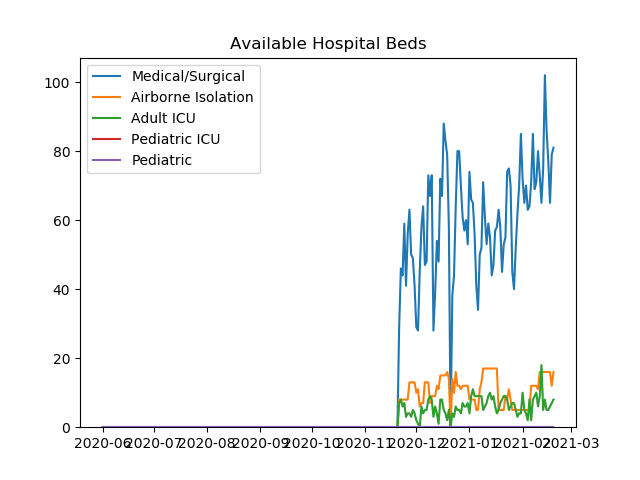 Available Hospital Beds
Medical/Surgical
Airborne Isolation
Adult ICU
Pediatric ICU
Pediatric
100
80
60
40
20
0
2020-06 2020-07 2020-08 2020-09 2020-10 2020-11 2020-12 2021-01 2021-02 2021-03